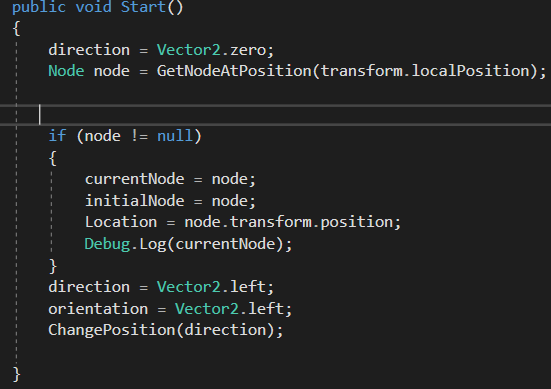 public void Start()
{
direction = Vector2.zero;
Node node = GetNodeAtPosition(transform.localPosition);
if (node != null)
{
currentNode = node;
initialNode = node;
Location = node.transform.position;
Debug.Log(currentNode);
}
direction = Vector2.left;
orientation = Vector2.left;
ChangePosition(direction);
}